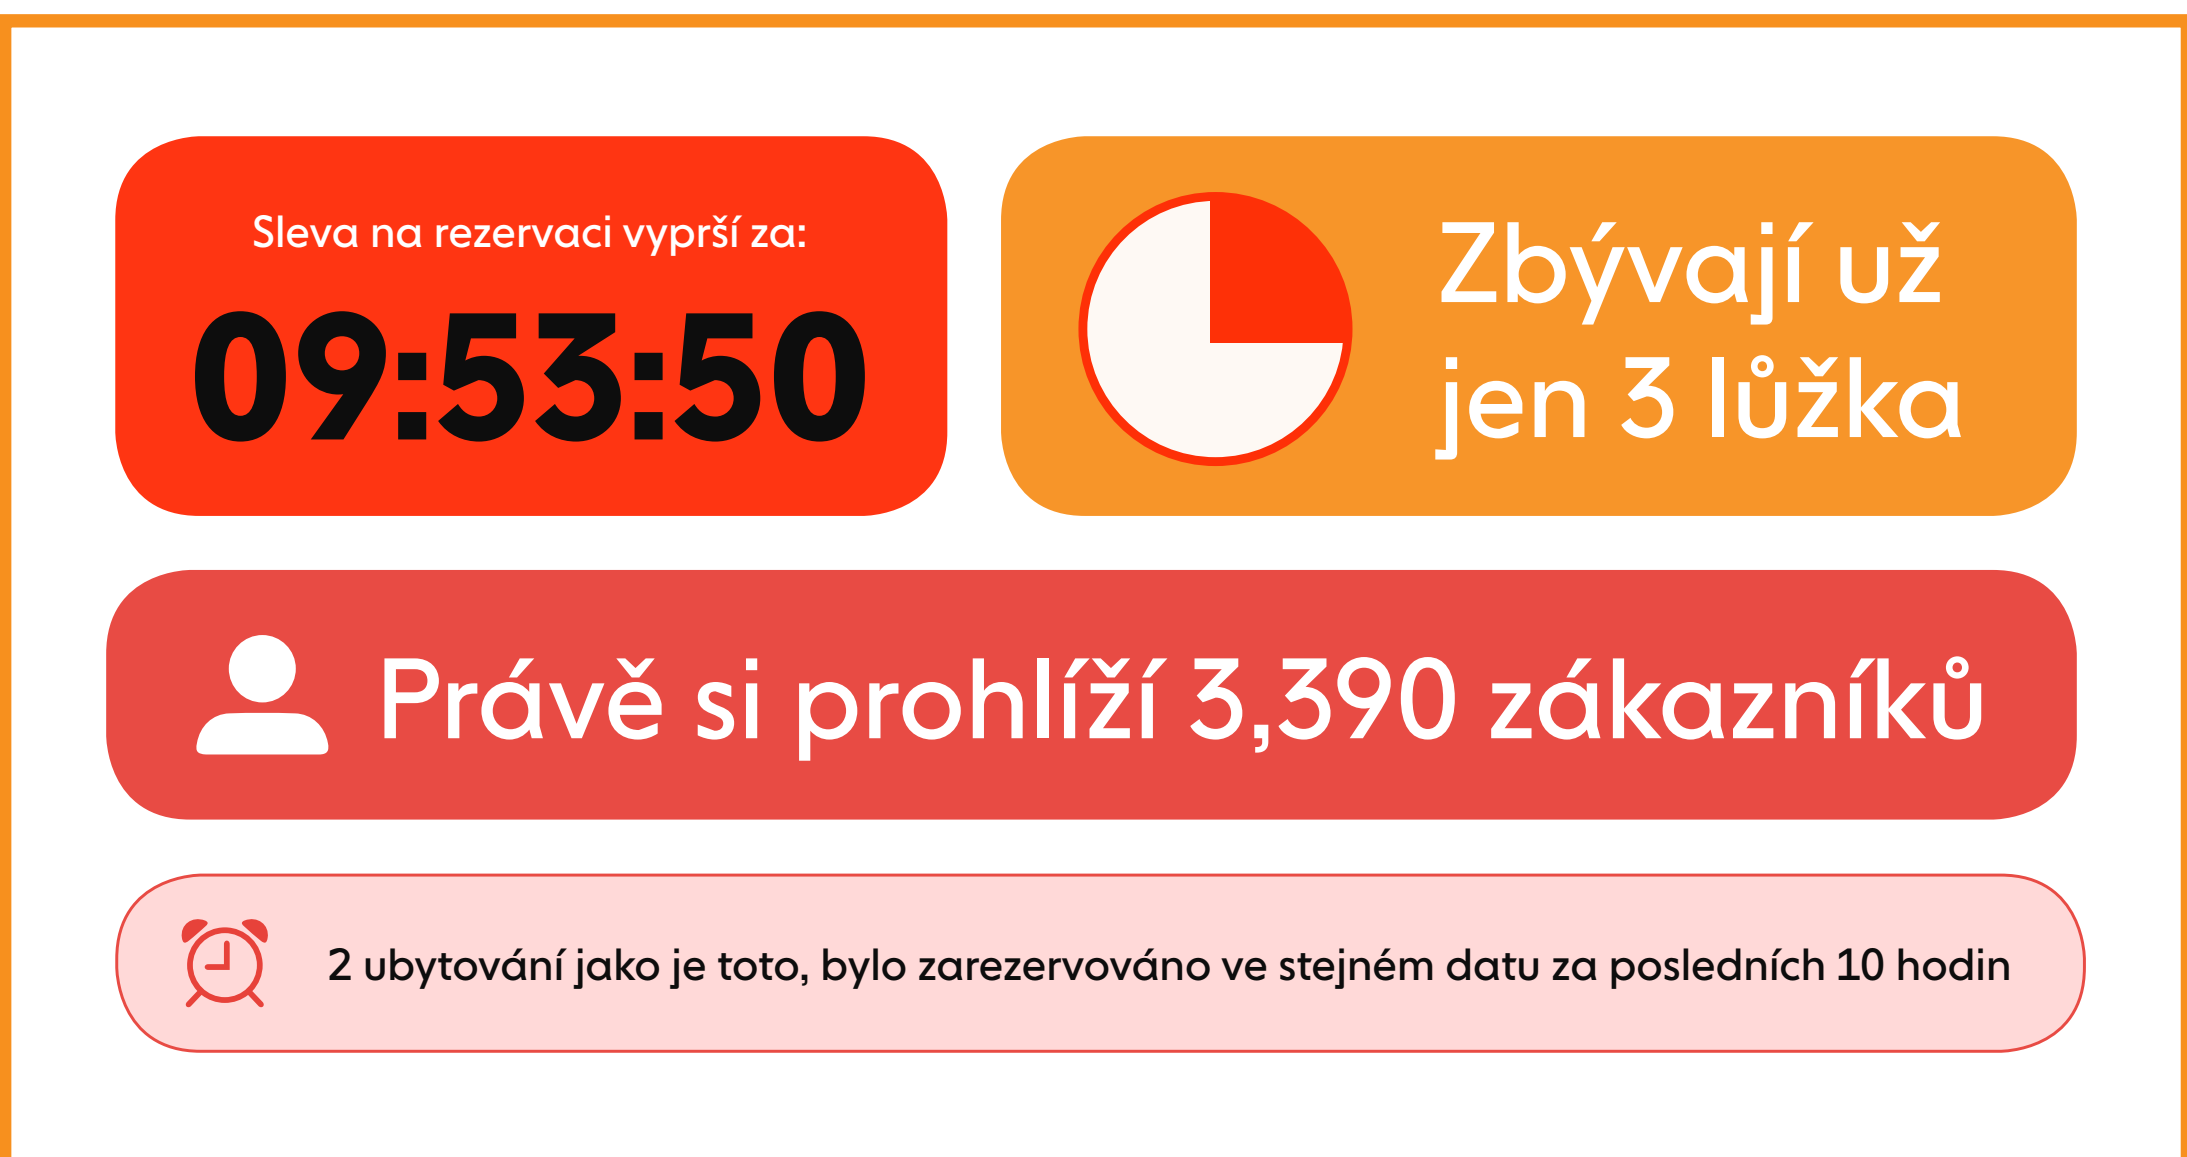 Sleva na rezervaci vyprší za:
09:53:50
Zbývají už
jen 3 lůžka
Právě si prohlíží 3,390 zákazníků
2 ubytování jako je toto, bylo zarezervováno ve stejném datu za posledních 10 hodin